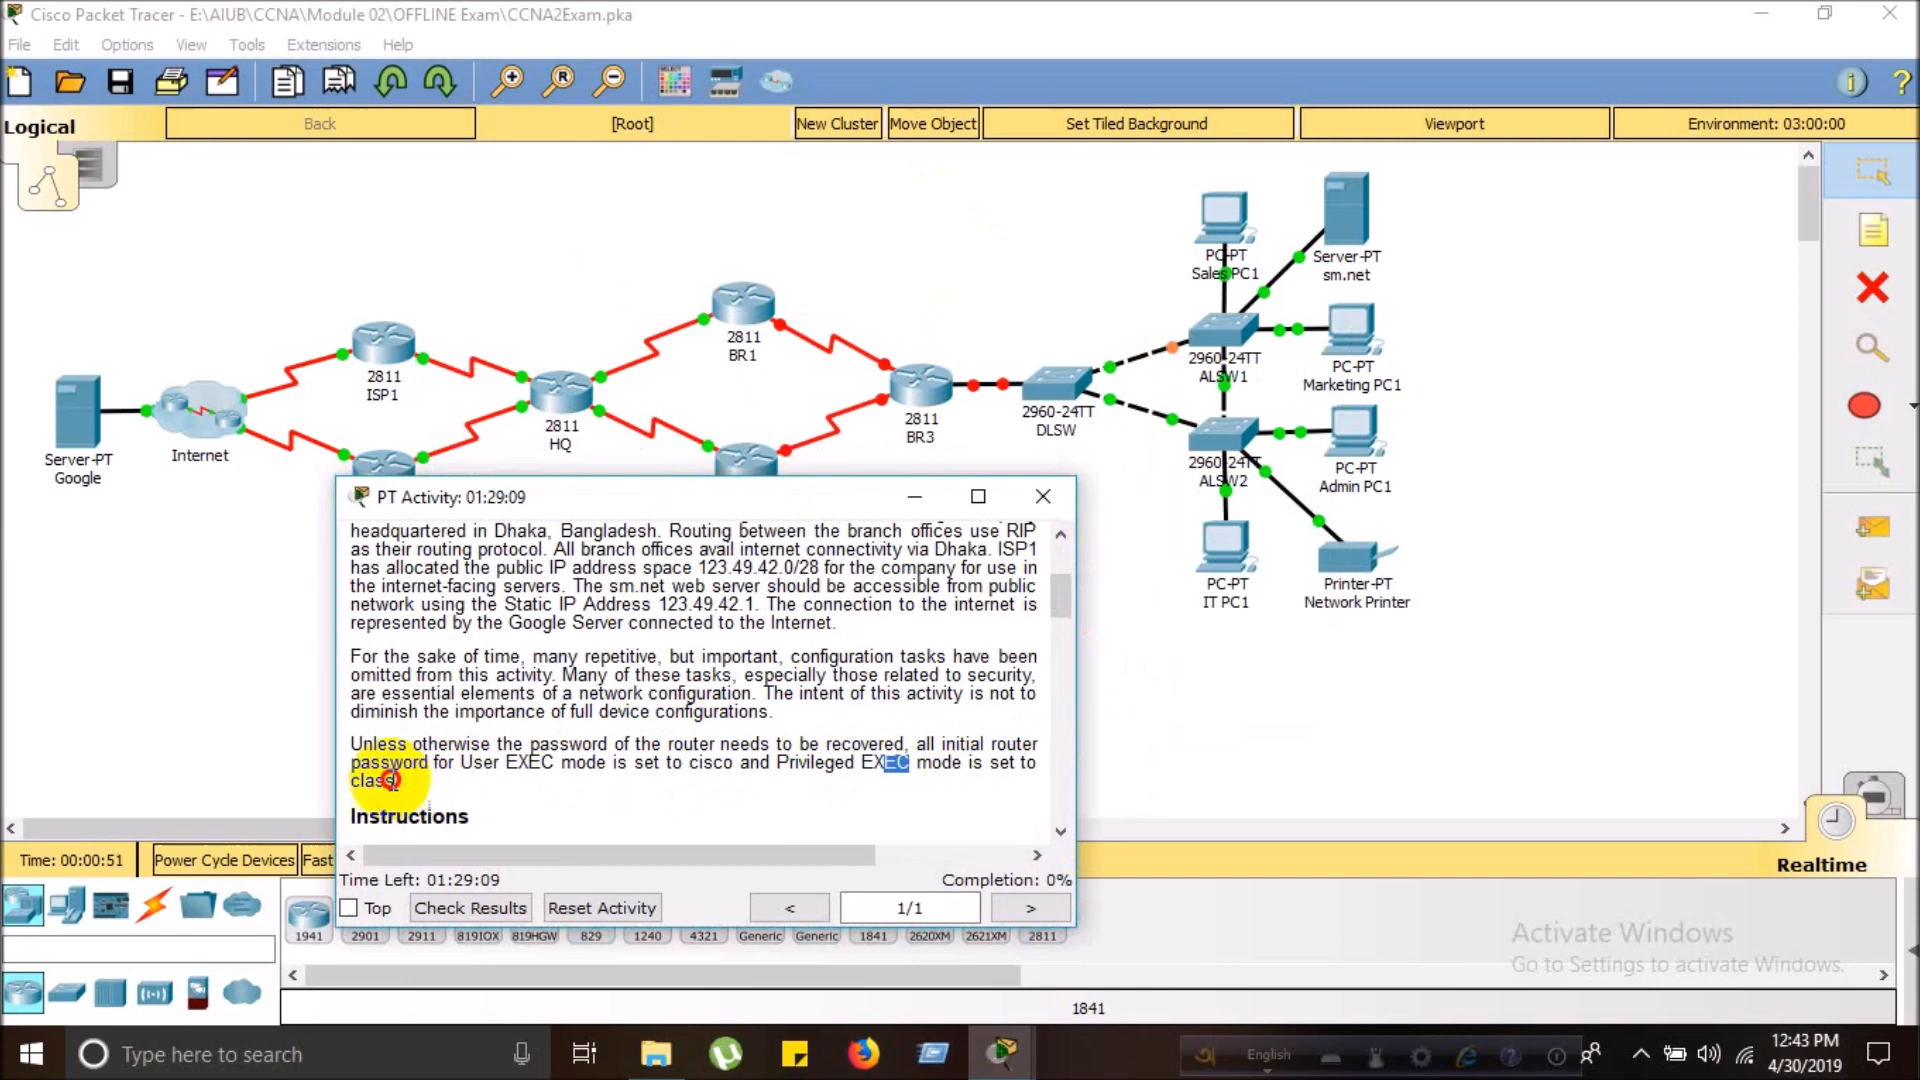 Cisco Packet Tracer - E:\AIUB\CCNA\Module 02\OFFLINE Exam\CCNA2Exam.pka
File Edit Options View Tools Extensions Help
Logical
Back
[Root]
New Cluster
Move Object
Set Tiled Background
Viewport
Environment: 03:00:00
PC-PT
Sales PC1
Server-PT
sm.net
2811
BR1
2811
ISP1
2960-24TT
ALSW1
PC-PT
Marketing PC1
2811
HQ
2811
BR3
2960-24TT
DLSW
Server-PT
Google
Internet
2960-24TT
ALSW2
PC-PT
Admin PC1
PC-PT
IT PC1
Printer-PT
Network Printer
PT Activity: 01:29:09
headquartered in Dhaka, Bangladesh. Routing between the branch offices use RIP
as their routing protocol. All branch offices avail internet connectivity via Dhaka. ISP1
has allocated the public IP address space 123.49.42.0/28 for the company for use in
the internet-facing servers. The sm.net web server should be accessible from public
network using the Static IP Address 123.49.42.1. The connection to the internet is
represented by the Google Server connected to the Internet.
For the sake of time, many repetitive, but important, configuration tasks have been
omitted from this activity. Many of these tasks, especially those related to security,
are essential elements of a network configuration. The intent of this activity is not to
diminish the importance of full device configurations.
Unless otherwise the password of the router needs to be recovered, all initial router
password for User EXEC mode is set to cisco and Privileged EXEC mode is set to
class.
Instructions
Time Left: 01:29:09
Completion: 0%
Top
Check Results
Reset Activity
<
1/1
>
Time: 00:00:51
Power Cycle Devices
Fast
Realtime
1941 2901 2911 819IOX 819HGW 829 1240 4321 Generic Generic 1841 2620XM 2621XM 2811
1841
Activate Windows
Go to Settings to activate Windows.
Type here to search
English
12:43 PM
4/30/2019